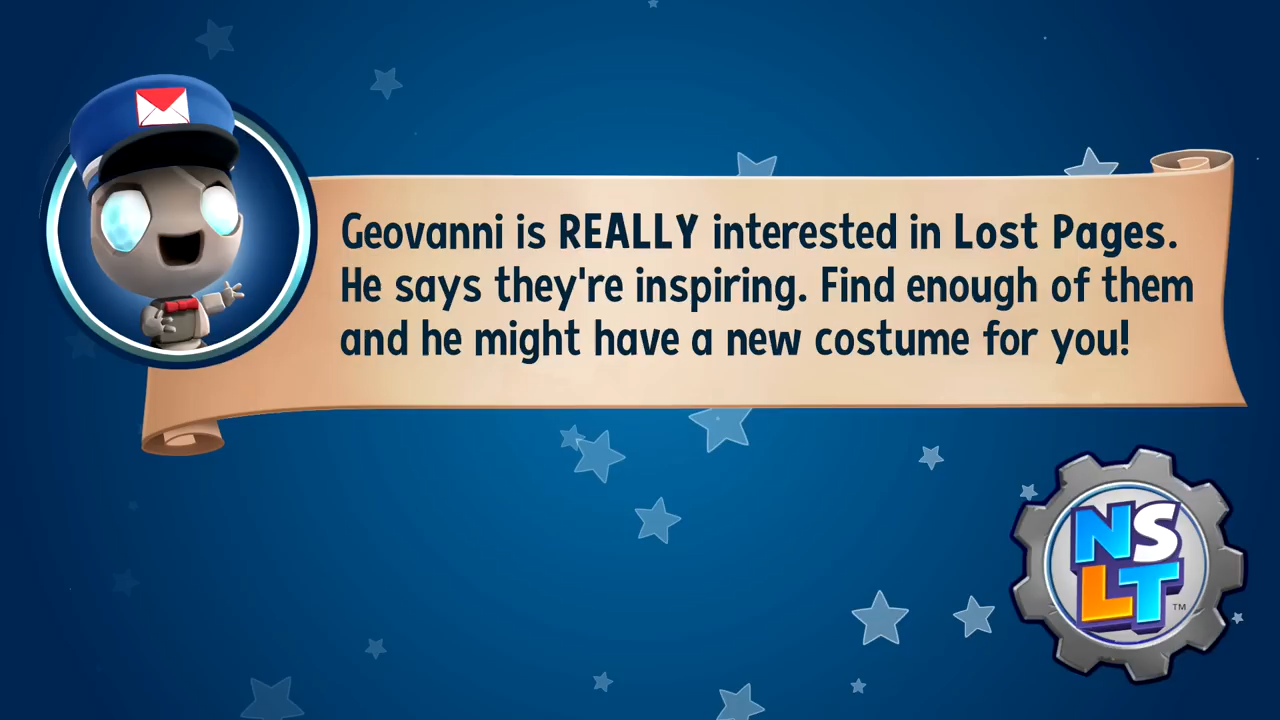 Geovanni is REALLY interested in Lost Pages.
He says they're inspiring. Find enough of them
and he might have a new costume for you!
NS
LT
TM